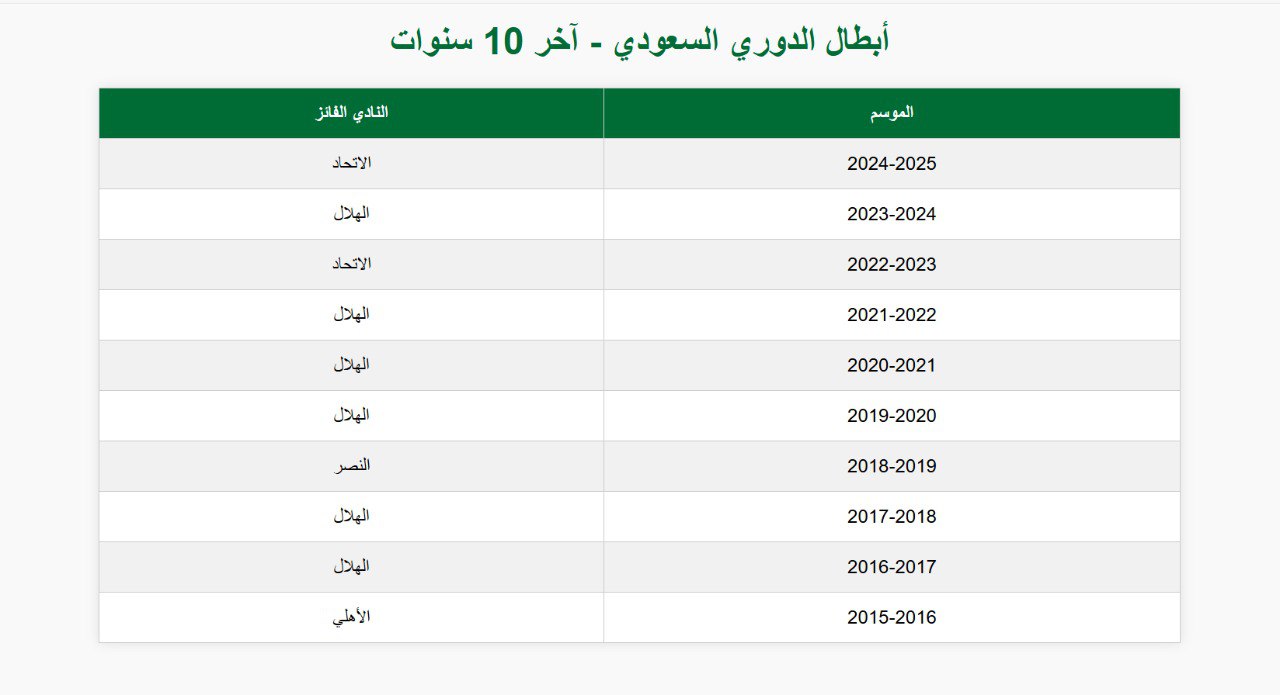 أبطال الدوري السعودي - آخر 10 سنوات
الموسم النادي الفائز
2024-2025 الاتحاد
2023-2024 الهلال
2022-2023 الاتحاد
2021-2022 الهلال
2020-2021 الهلال
2019-2020 الهلال
2018-2019 النصر
2017-2018 الهلال
2016-2017 الهلال
2015-2016 الأهلي